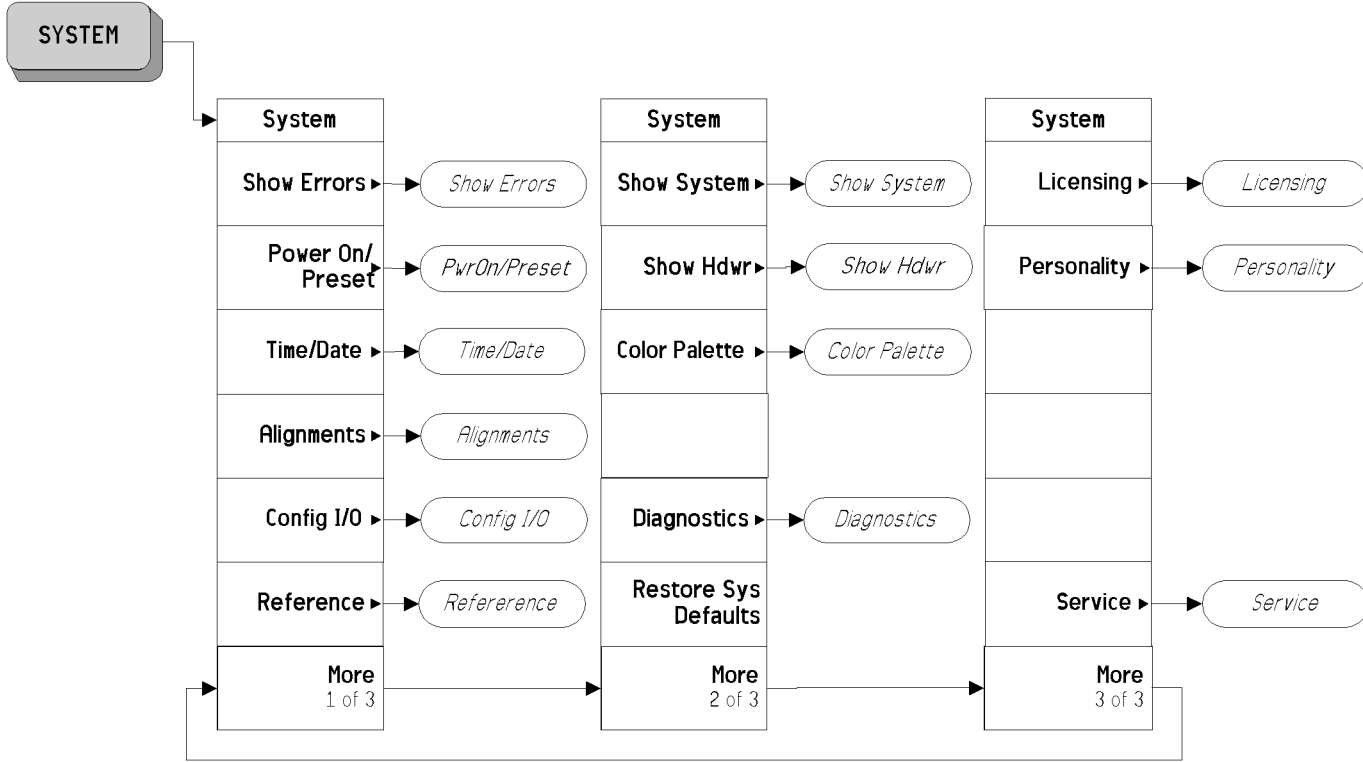 SYSTEM
System
Show Errors
Show Errors
Power On/
Preset
PwrOn/Preset
Time/Date
Time/Date
Alignments
Alignments
Config I/O
Config I/O
Reference
Refererence
More
1 of 3
System
Show System
Show System
Show Hdwr
Show Hdwr
Color Palette
Color Palette
Diagnostics
Diagnostics
Restore Sys
Defaults
More
2 of 3
System
Licensing
Licensing
Personality
Personality
Service
Service
More
3 of 3